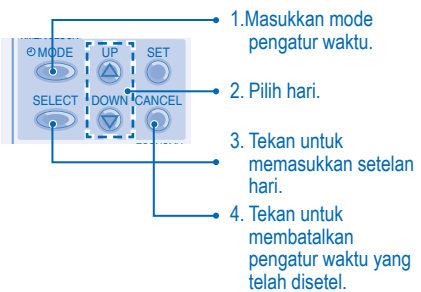 1.Masukkan mode
pengatur waktu.
MODE UP SET
2. Pilih hari.
SELECT DOWN CANCEL
3. Tekan untuk
memasukkan setelan
hari.
4. Tekan untuk
membatalkan
pengatur waktu yang
telah disetel.